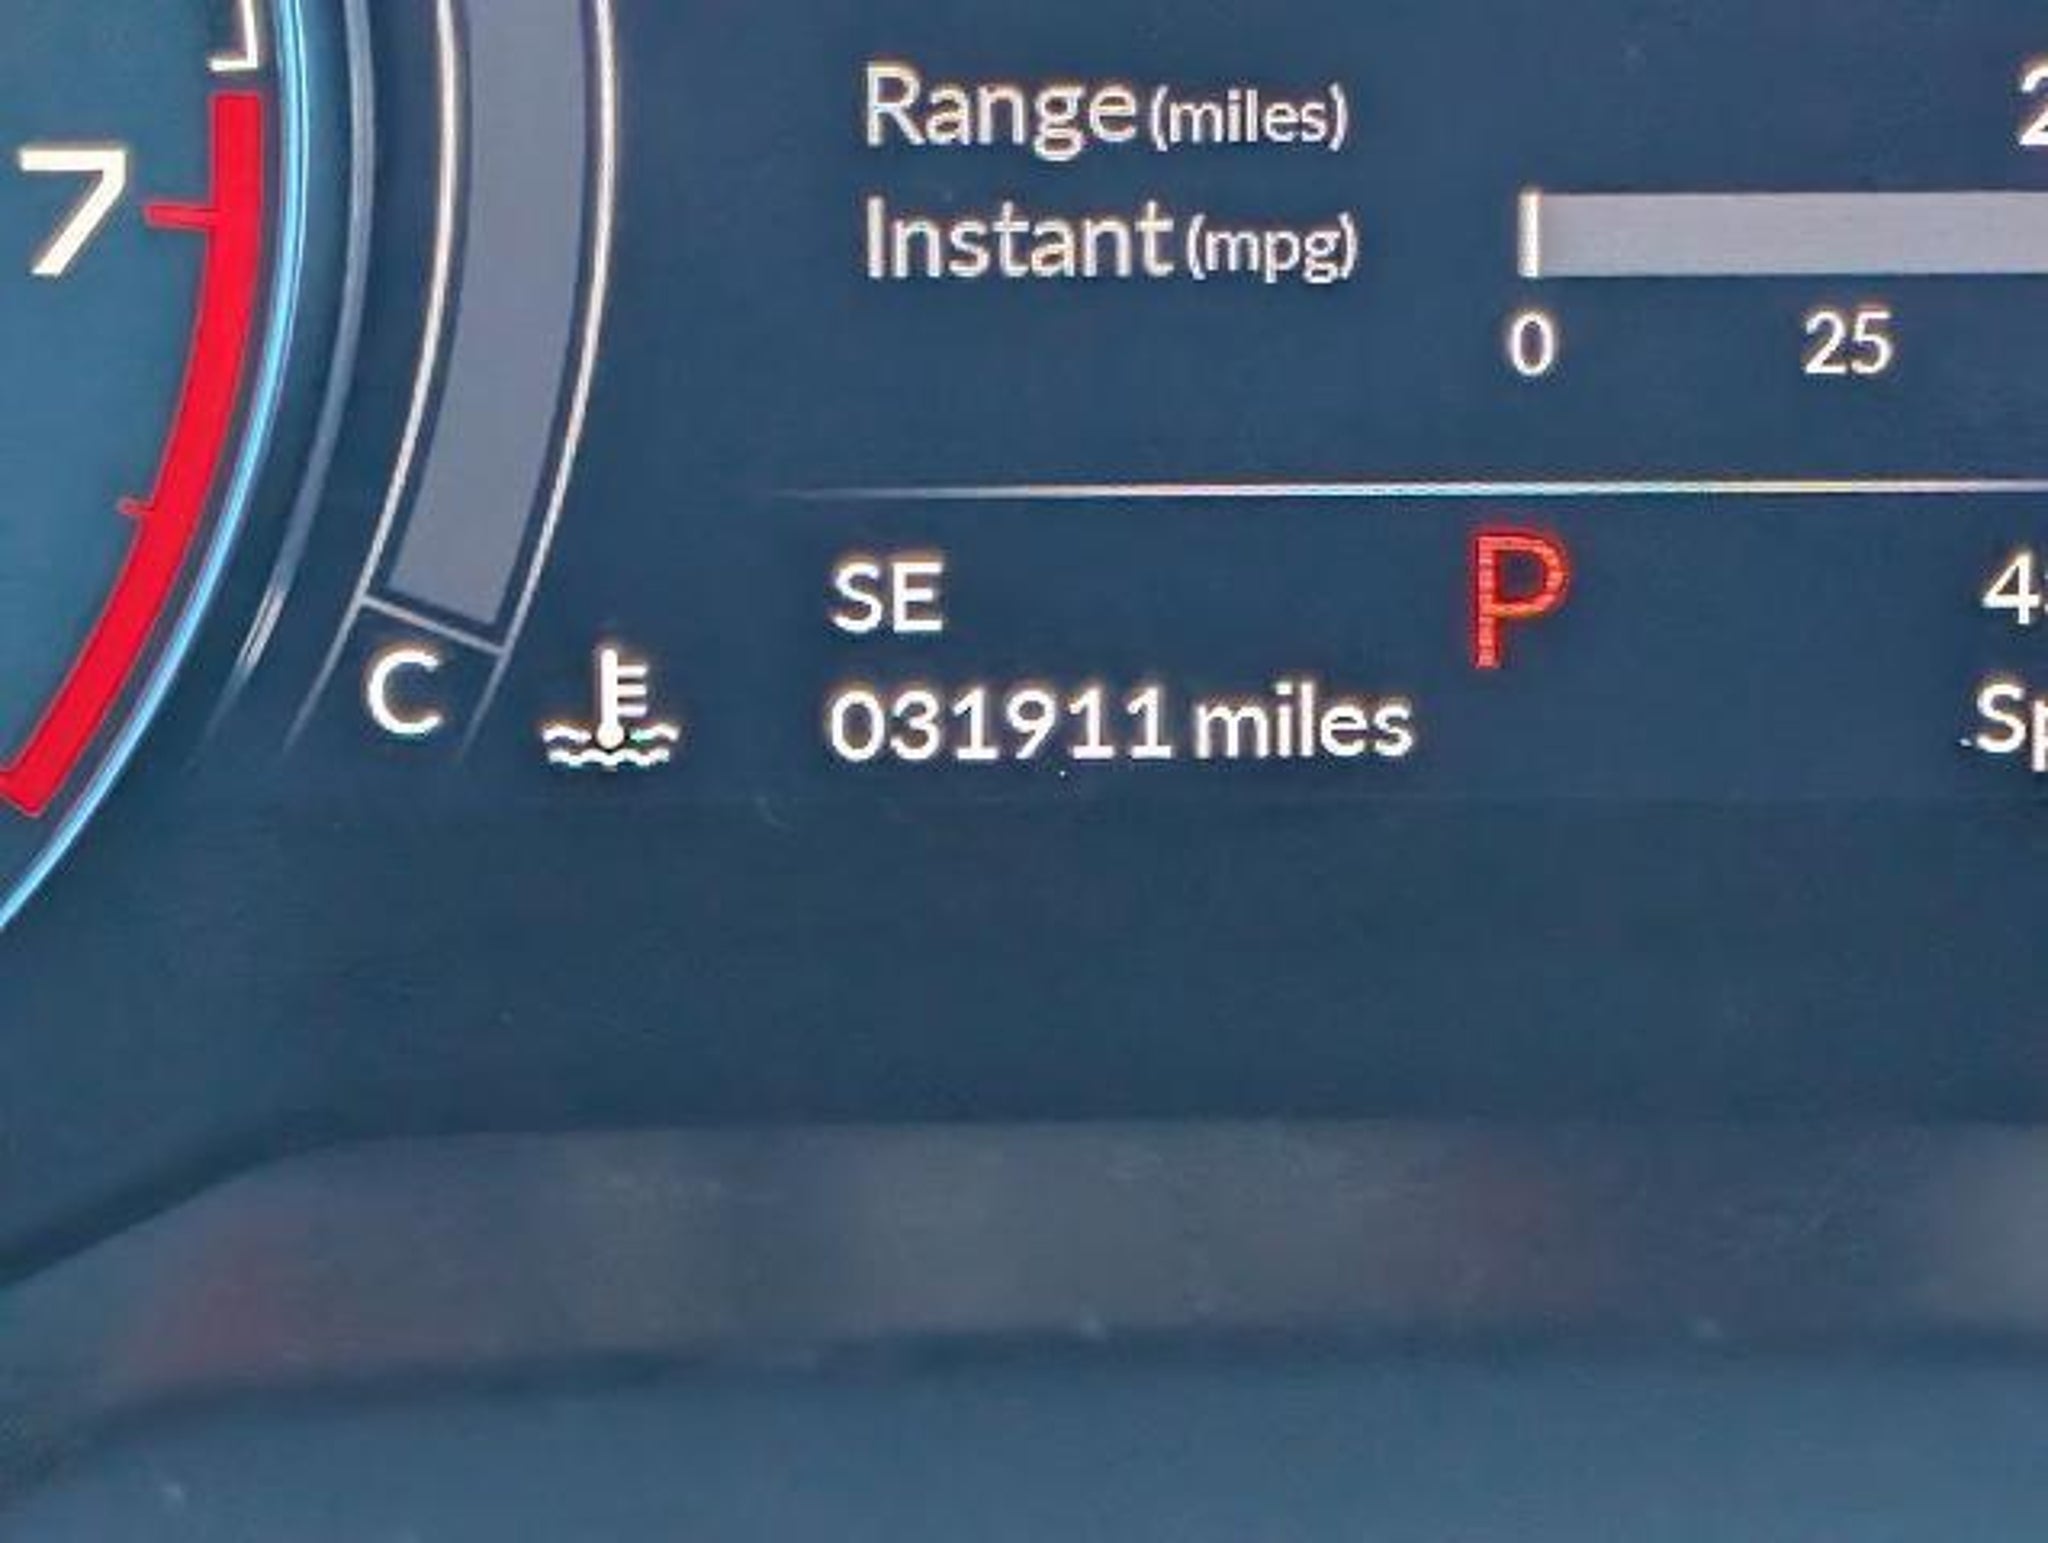 7
Range (miles)
Instant (mpg)
0 25
SE P
C 031911 miles